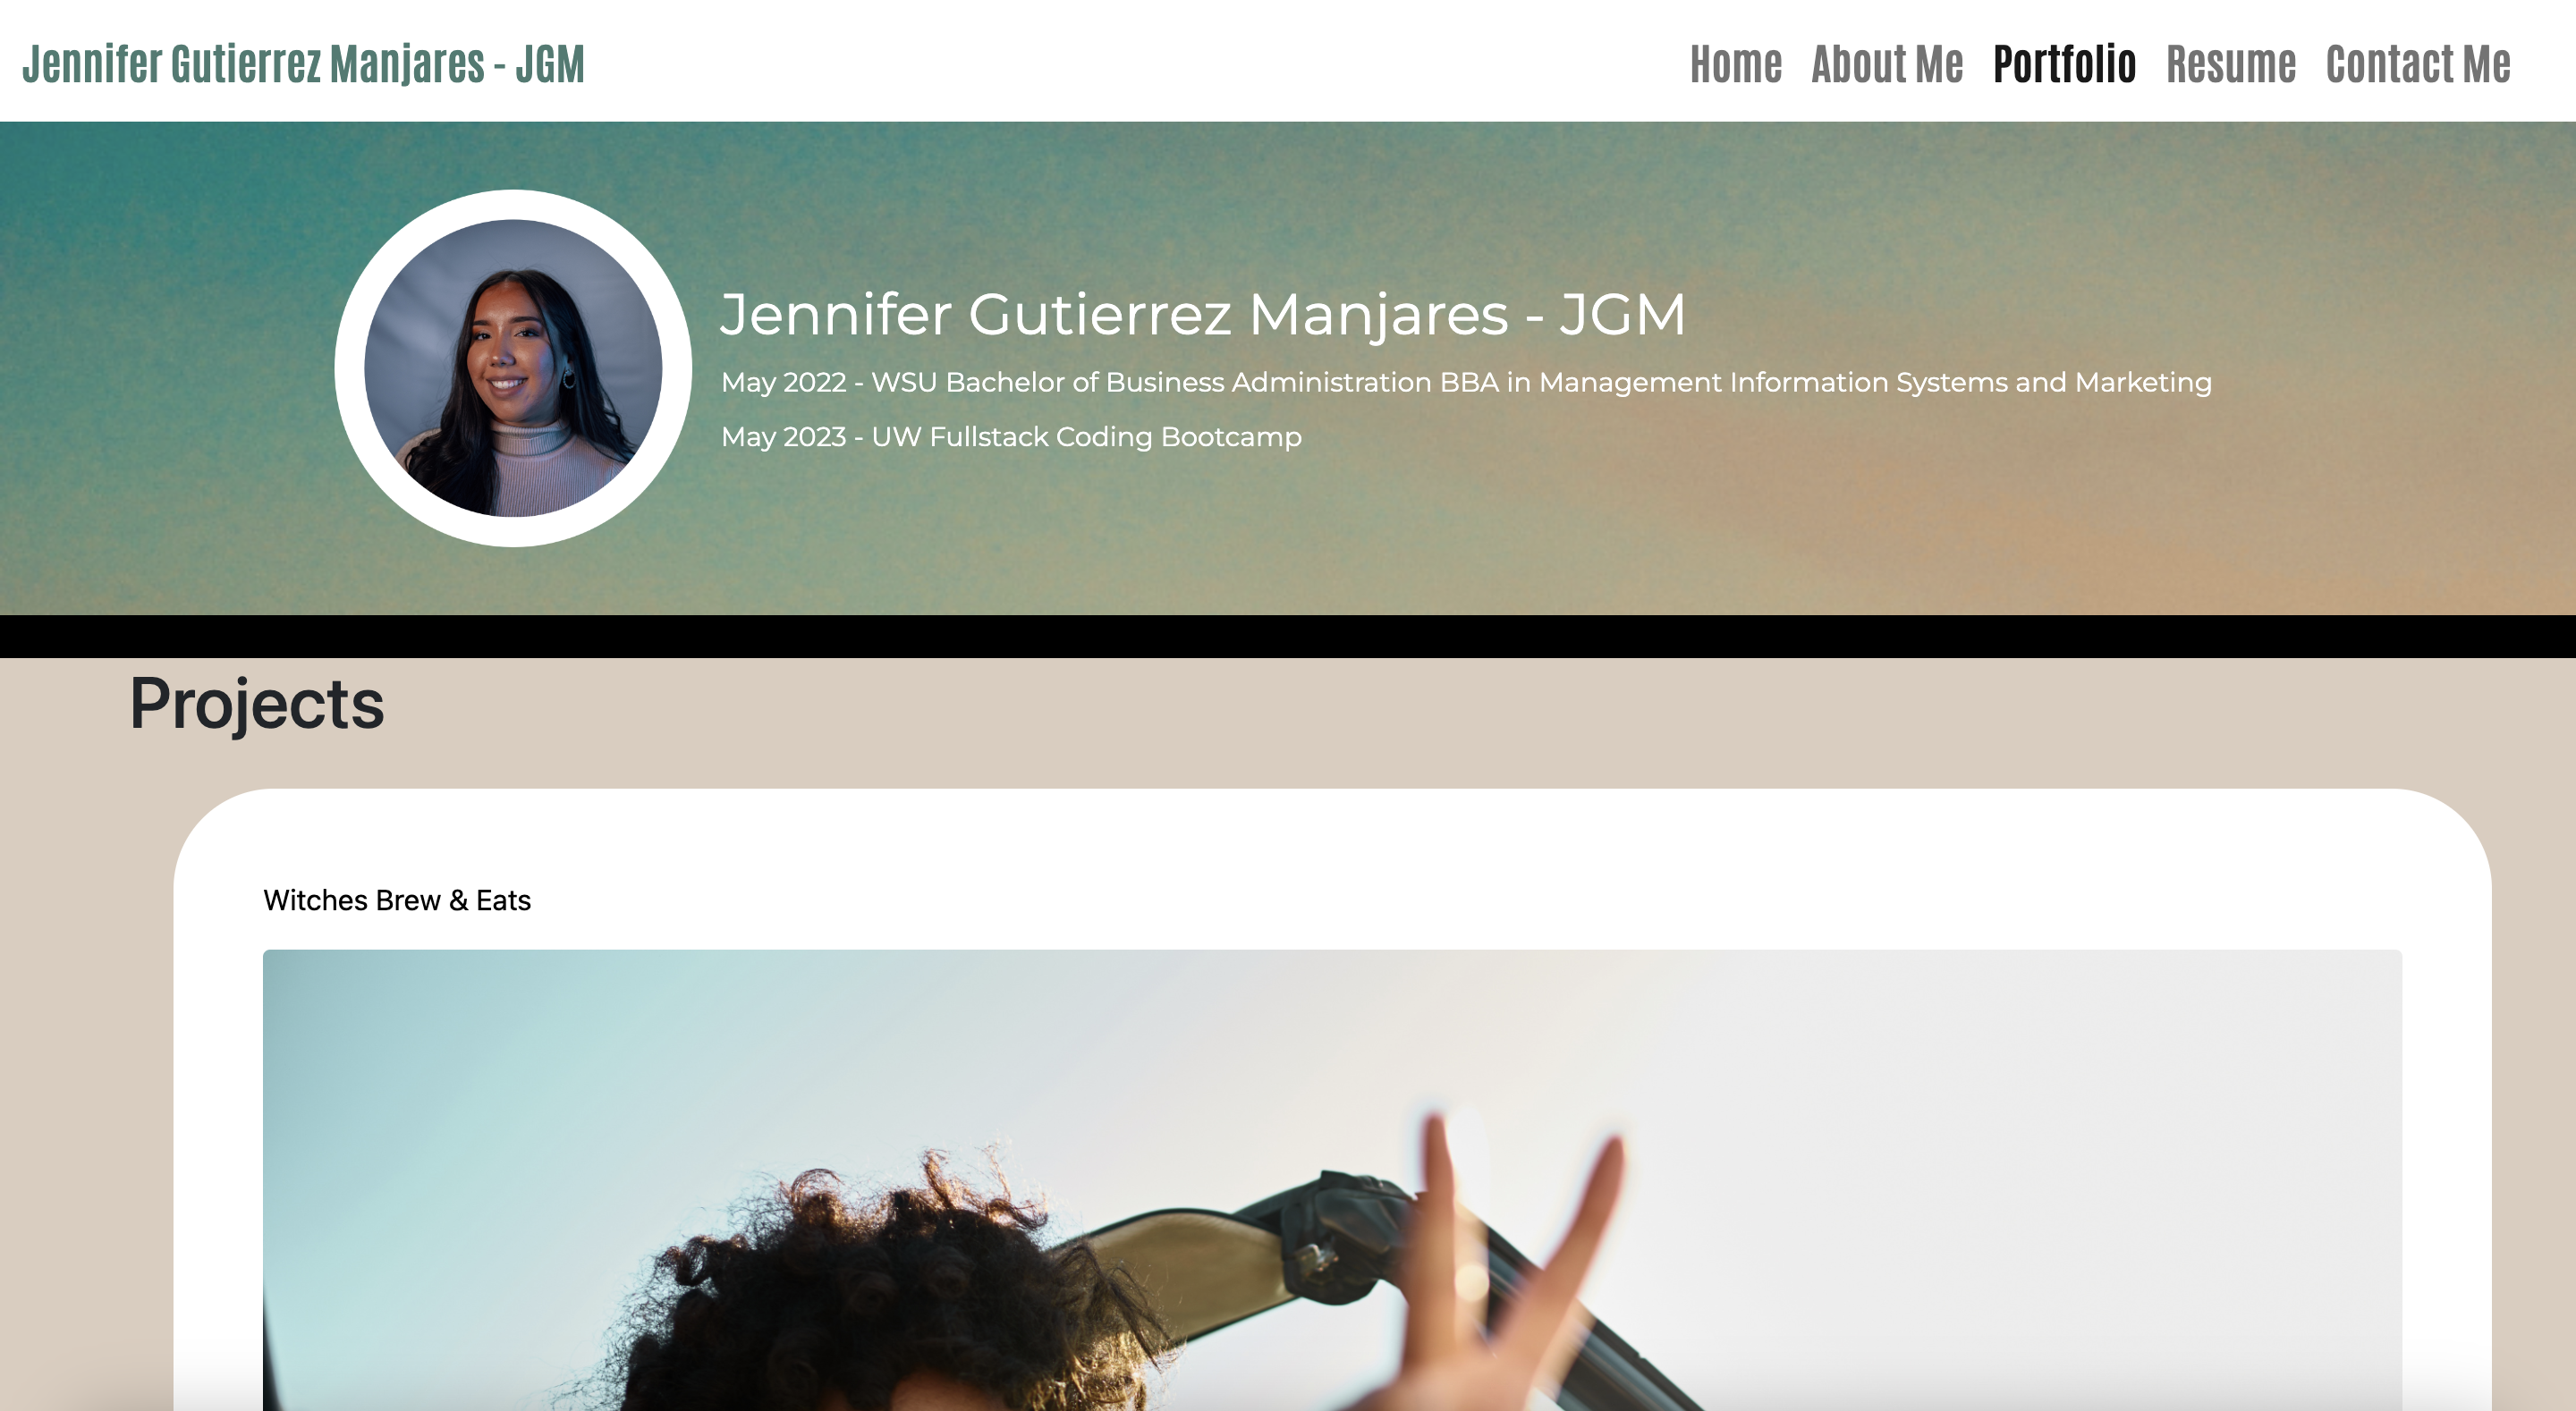 Jennifer Gutierrez Manjares - JGM
Home About Me Portfolio Resume Contact Me
Jennifer Gutierrez Manjares - JGM
May 2022 - WSU Bachelor of Business Administration BBA in Management Information Systems and Marketing
May 2023 - UW Fullstack Coding Bootcamp
Projects
Witches Brew & Eats